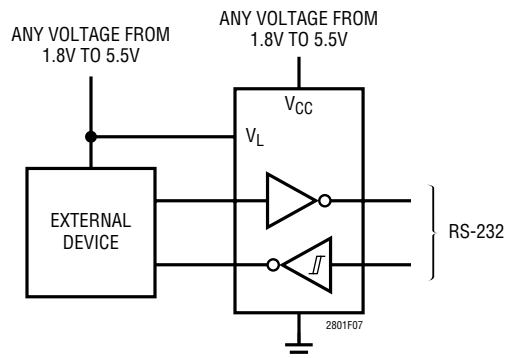 ANY VOLTAGE FROM
1.8V TO 5.5V
ANY VOLTAGE FROM
1.8V TO 5.5V
VCC
VL
EXTERNAL
DEVICE
RS-232
2801F07